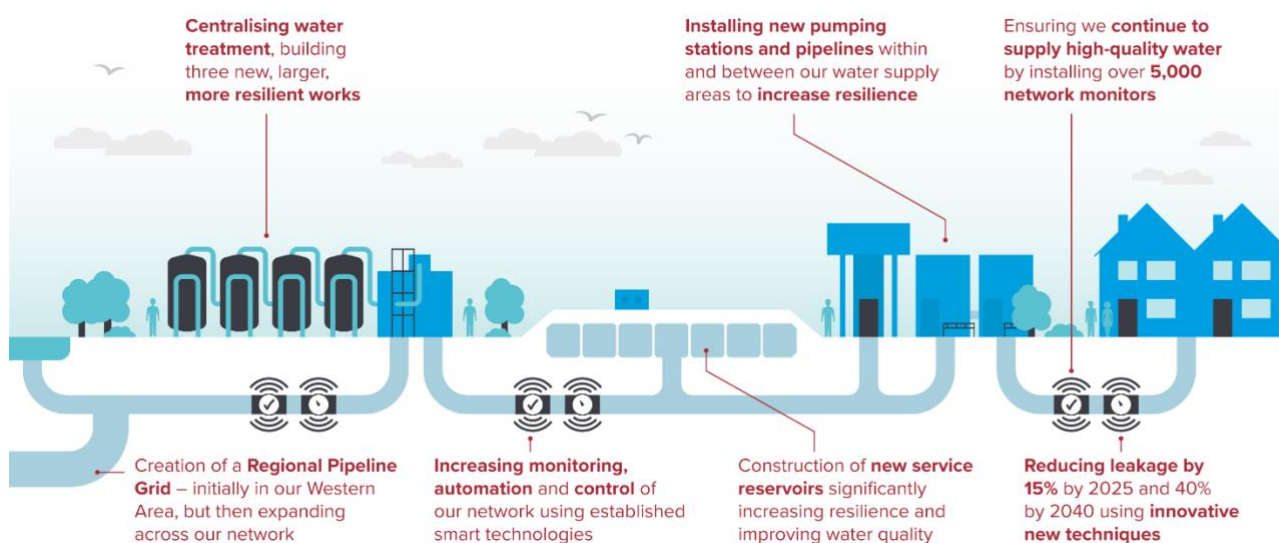 Centralising water
treatment, building
three new, larger,
more resilient works
Installing new pumping
stations and pipelines within
and between our water supply
areas to increase resilience
Ensuring we continue to
supply high-quality water
by installing over 5,000
network monitors
Creation of a Regional Pipeline
Grid – initially in our Western
Area, but then expanding
across our network
Increasing monitoring,
automation and control of
our network using established
smart technologies
Construction of new service
reservoirs significantly
increasing resilience and
improving water quality
Reducing leakage by
15% by 2025 and 40%
by 2040 using innovative
new techniques